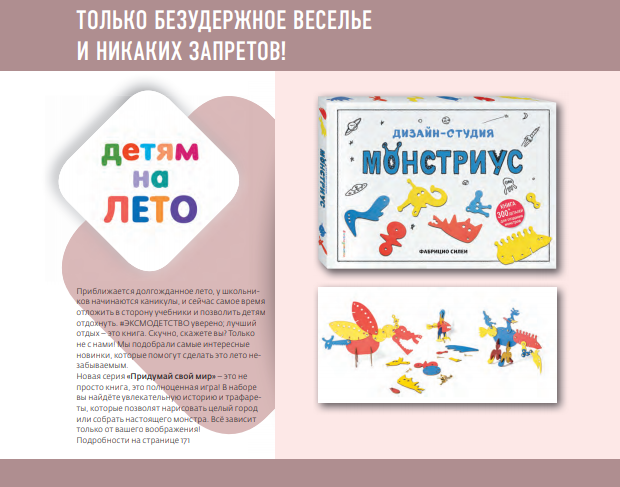 ТОЛЬКО БЕЗУДЕРЖНОЕ ВЕСЕЛЬЕ
И НИКАКИХ ЗАПРЕТОВ!
детям
на
ЛЕТО
Приближается долгожданное лето, у школьни-
ков начинаются каникулы, и сейчас самое время
отложить в сторону учебники и позволить детям
отдохнуть. #ЭКСМОДЕТСТВО уверено; лучший
отдых – это книга. Скучно, скажете вы? Только
не с нами! Мы подобрали самые интересные
новинки, которые помогут сделать это лето не-
забываемым.
Новая серия «Придумай свой мир» – это не
просто книга, это полноценная игра! В наборе
вы найдёте увлекательную историю и трафаре-
ты, которые позволят нарисовать целый город
или собрать настоящего монстра. Всё зависит
только от вашего воображения!
Подробности на странице 171
ДИЗАЙН-СТУДИЯ
МОНСТРИУС
МОНСТРИУС
КНИГА
300 ДЕТАЛЕЙ
ФАБРИЦИО СИЛЕИ